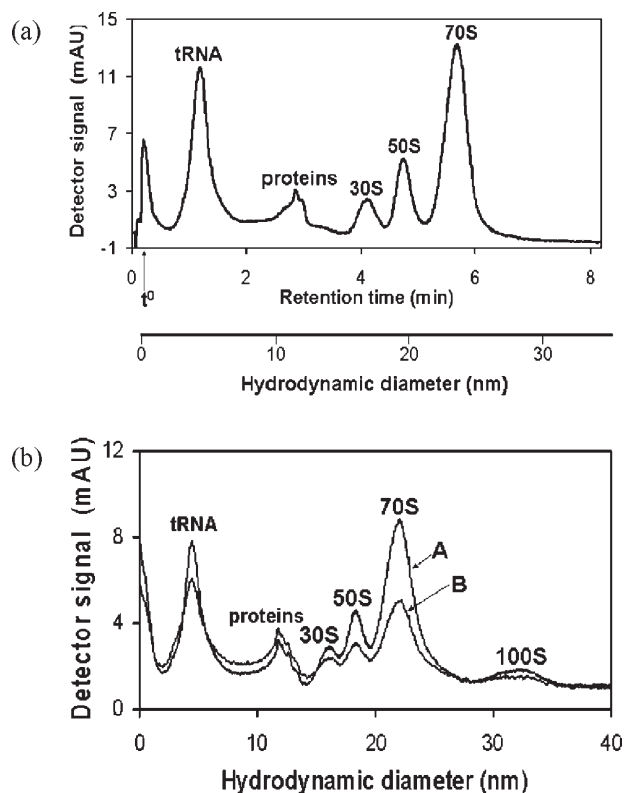 (a)
Detector signal (mAU)
15
11
7
3
-1
tRNA
proteins
30S
50S
70S
0 2 4 6 8
t⁰
Retention time (min)
0 10 20 30
Hydrodynamic diameter (nm)
(b)
Detector signal (mAU)
12
8
4
0
tRNA
proteins
30S
50S
70S
A
B
100S
0 10 20 30 40
Hydrodynamic diameter (nm)